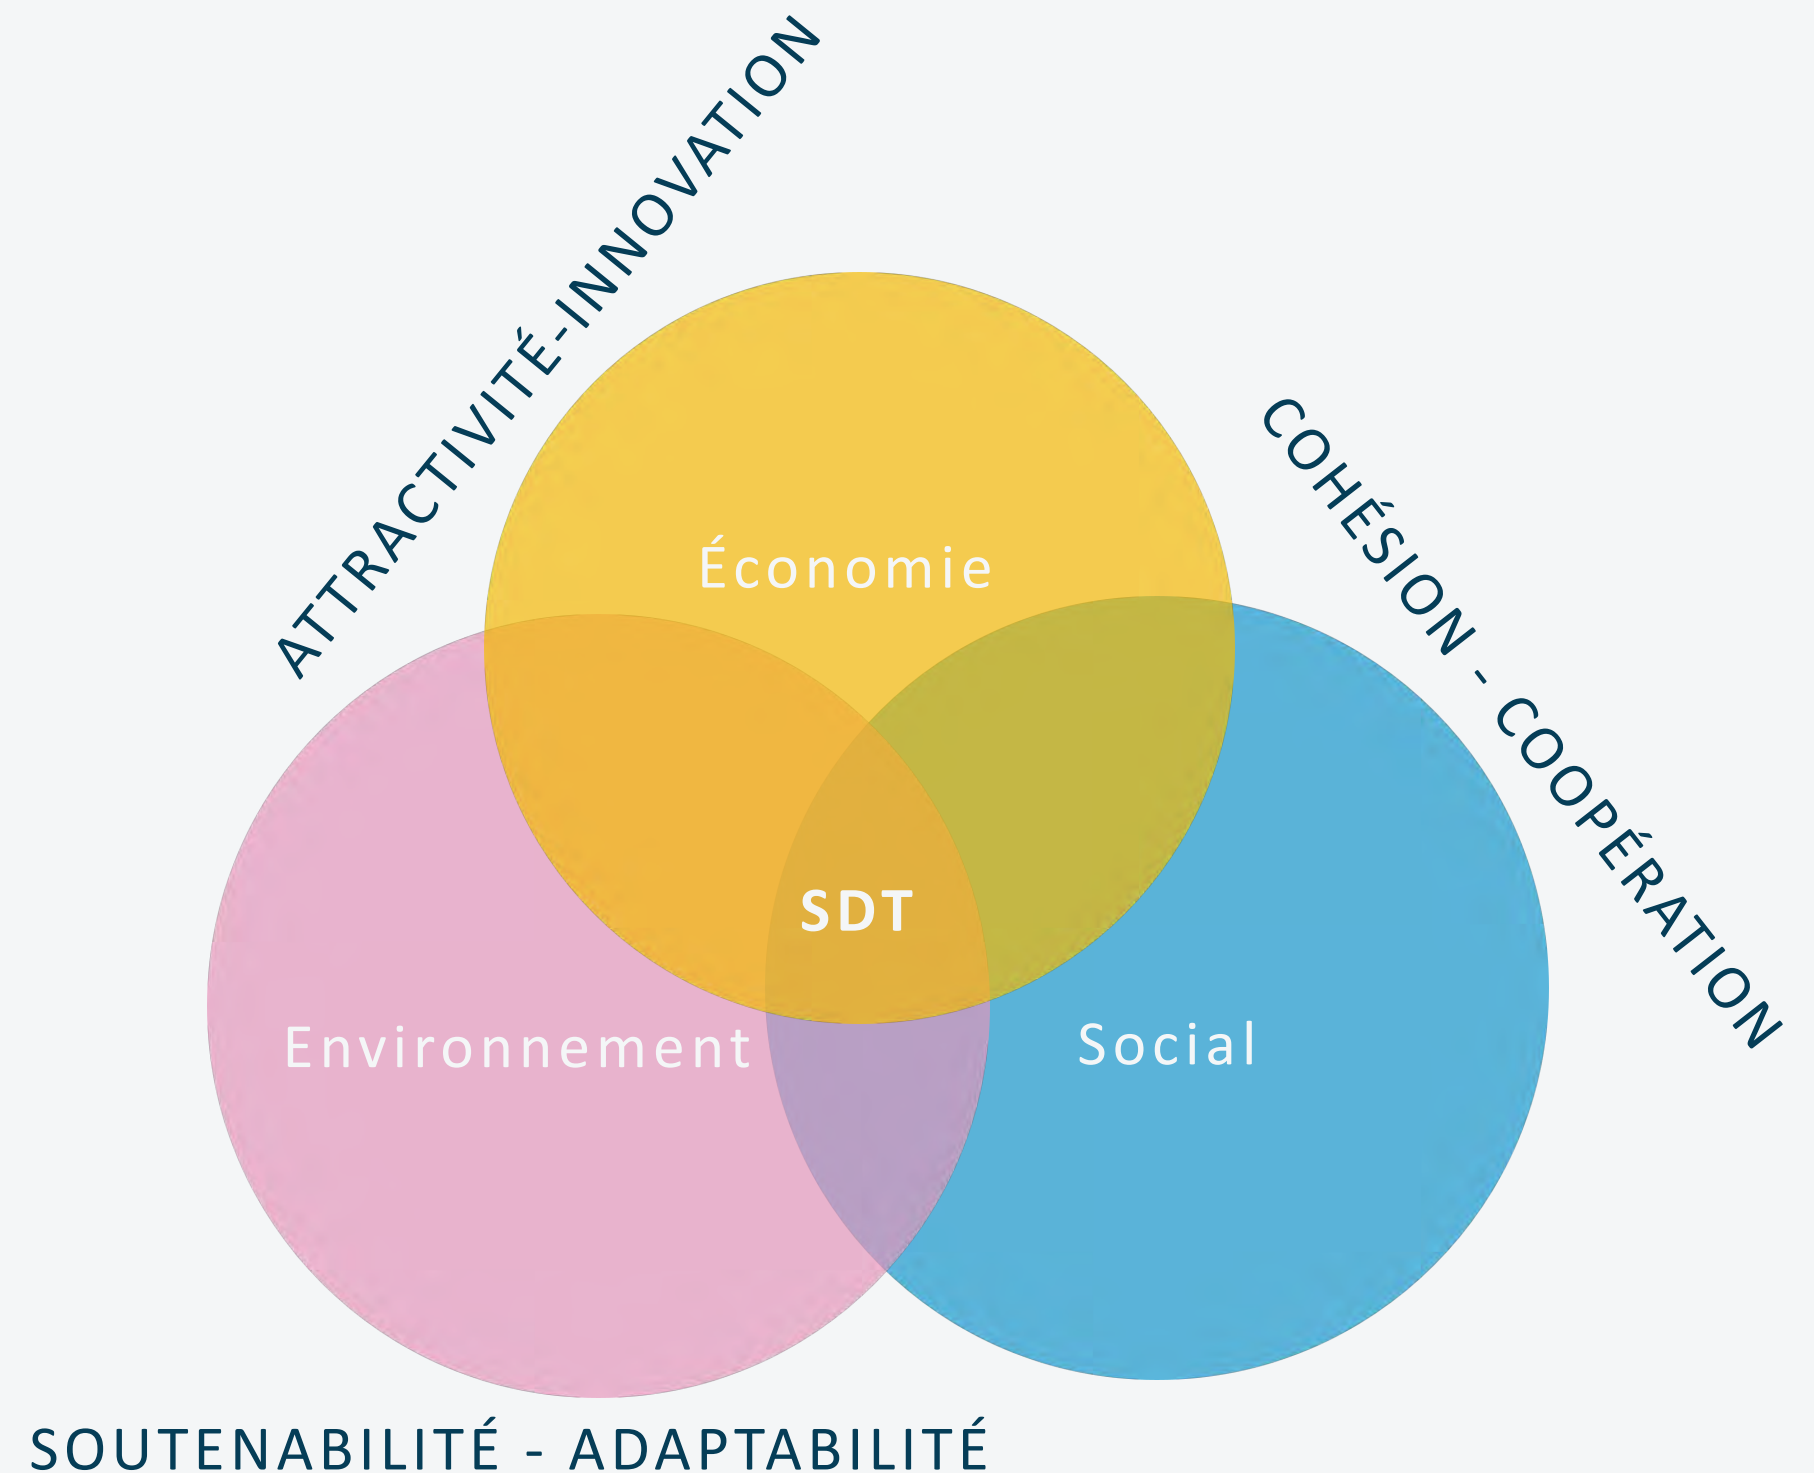 ATTRACTIVITÉ-INNOVATION
COHÉSION - COOPÉRATION
Économie
SDT
Environnement
Social
SOUTENABILITÉ - ADAPTABILITÉ